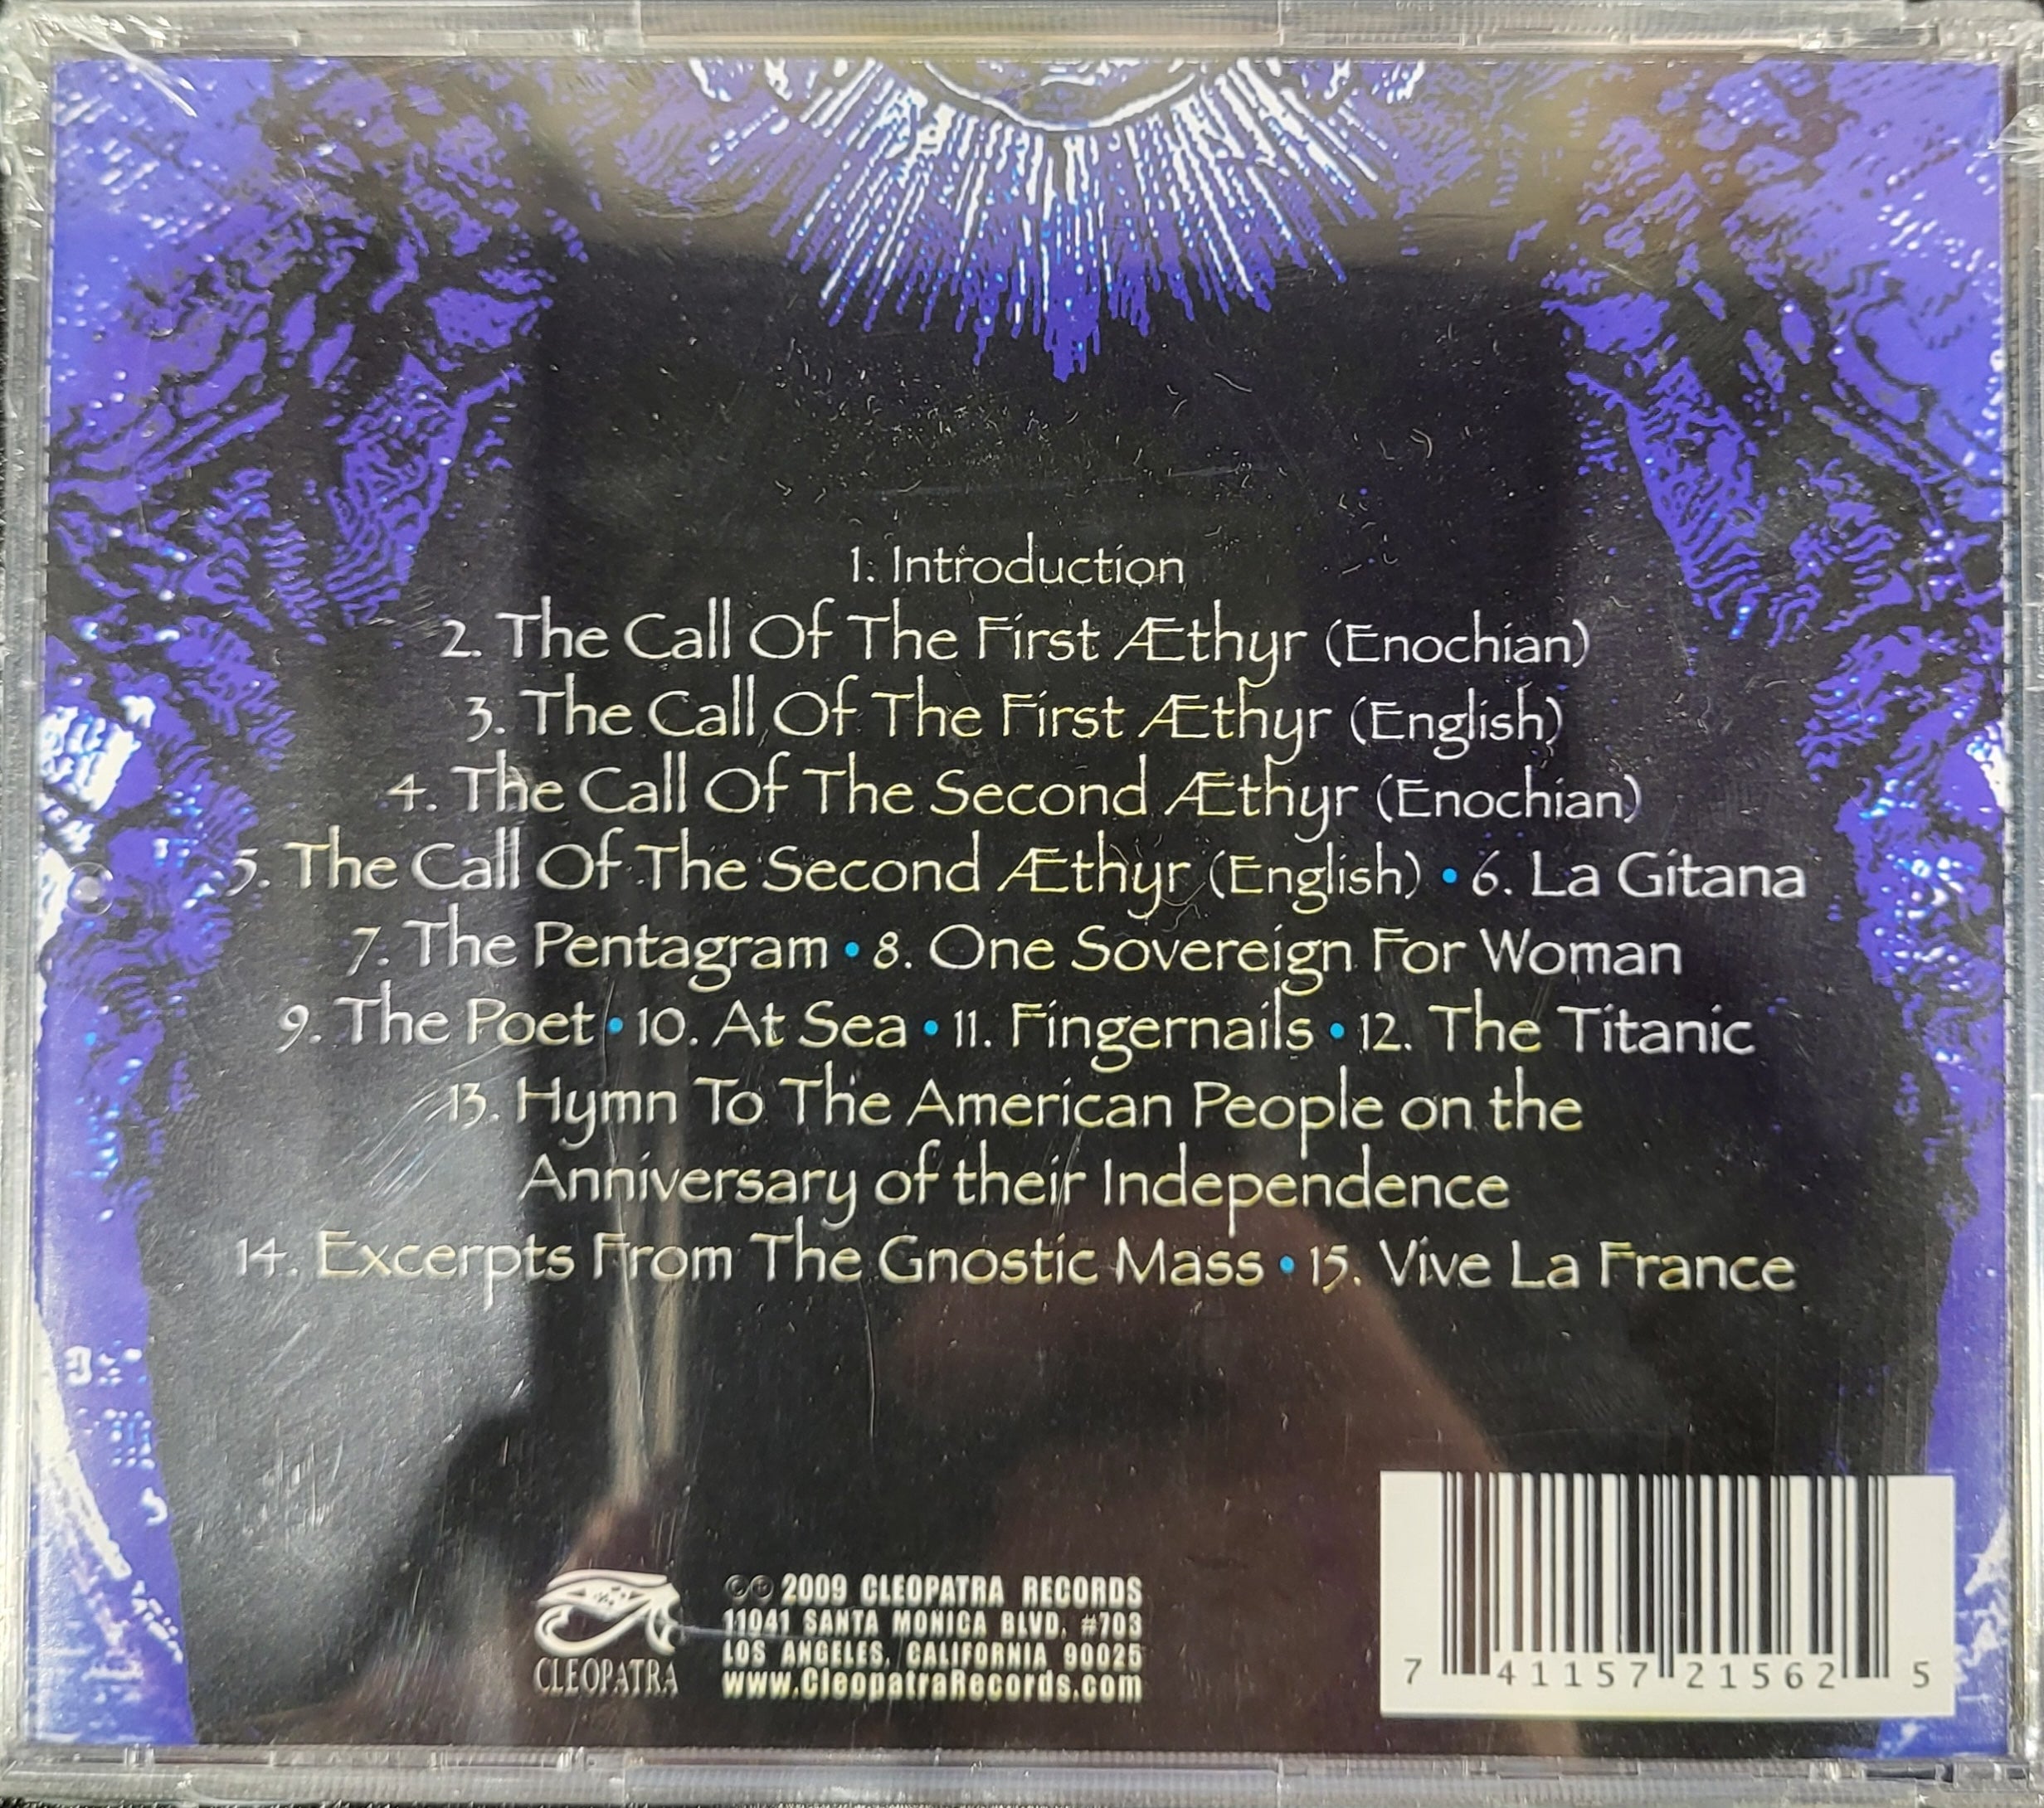 1. Introduction
2. The Call Of The First Æthyr (Enochian)
3. The Call Of The First Æthyr (English)
4. The Call Of The Second Æthyr (Enochian)
5. The Call Of The Second Æthyr (English) • 6. La Gitana
7. The Pentagram • 8. One Sovereign For Woman
9. The Poet • 10. At Sea • 11. Fingernails • 12. The Titanic
13. Hymn To The American People on the
Anniversary of their Independence
14. Excerpts From The Gnostic Mass • 15. Vive La France
CLEOPATRA
©℗ 2009 CLEOPATRA RECORDS
11041 SANTA MONICA BLVD. #703
LOS ANGELES, CALIFORNIA 90025
www.CleopatraRecords.com
7 41157 21562 5